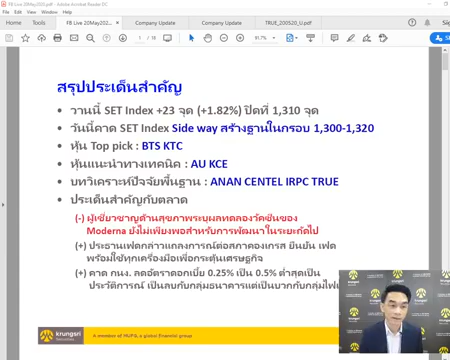 FB Live 20May2020.pdf - Adobe Acrobat Reader DC
File Edit View Window Help
Home Tools FB Live 20May202... × Company Update Company Update TRUE_200520_U.pdf
1 / 18 91.7%
สรุปประเด็นสำคัญ
• วานนี้ SET Index +23 จุด (+1.82%) ปิดที่ 1,310 จุด
• วันนี้คาด SET Index Side way สร้างฐานในกรอบ 1,300-1,320
• หุ้น Top pick : BTS KTC
• หุ้นแนะนำทางเทคนิค : AU KCE
• บทวิเคราะห์ปัจจัยพื้นฐาน : ANAN CENTEL IRPC TRUE
• ประเด็นสำคัญกับตลาด
(-) ผู้เชี่ยวชาญด้านสุขภาพระบุผลทดลองวัคซีนของ
Moderna ยังไม่เพียงพอสำหรับการพัฒนาในระยะถัดไป
(+) ประธานเฟดกล่าวแถลงการณ์ต่อสภาคองเกรส ยืนยัน เฟด
พร้อมใช้ทุกเครื่องมือเพื่อกระตุ้นเศรษฐกิจ
(+) คาด กนง. ลดอัตราดอกเบี้ย 0.25% เป็น 0.5% ต่ำสุดเป็น
ประวัติการณ์ เป็นลบกับกลุ่มธนาคารแต่เป็นบวกกับกลุ่มไฟ
krungsri
Securities
A member of MUFG, a global financial group